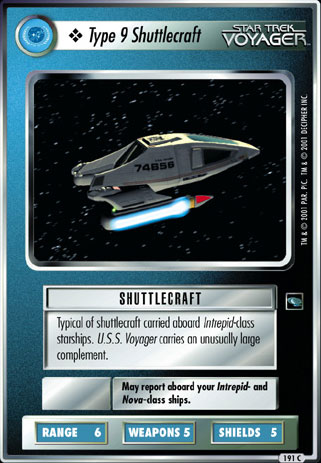 ❖ Type 9 Shuttlecraft
STAR TREK
VOYAGER
74656
TM & © 2001 PAR. PIC. TM & © 2001 DECIPHER INC.
SHUTTLECRAFT
Typical of shuttlecraft carried aboard Intrepid-class
starships. U.S.S. Voyager carries an unusually large
complement.
May report aboard your Intrepid- and
Nova-class ships.
RANGE 6 WEAPONS 5 SHIELDS 5
191 C